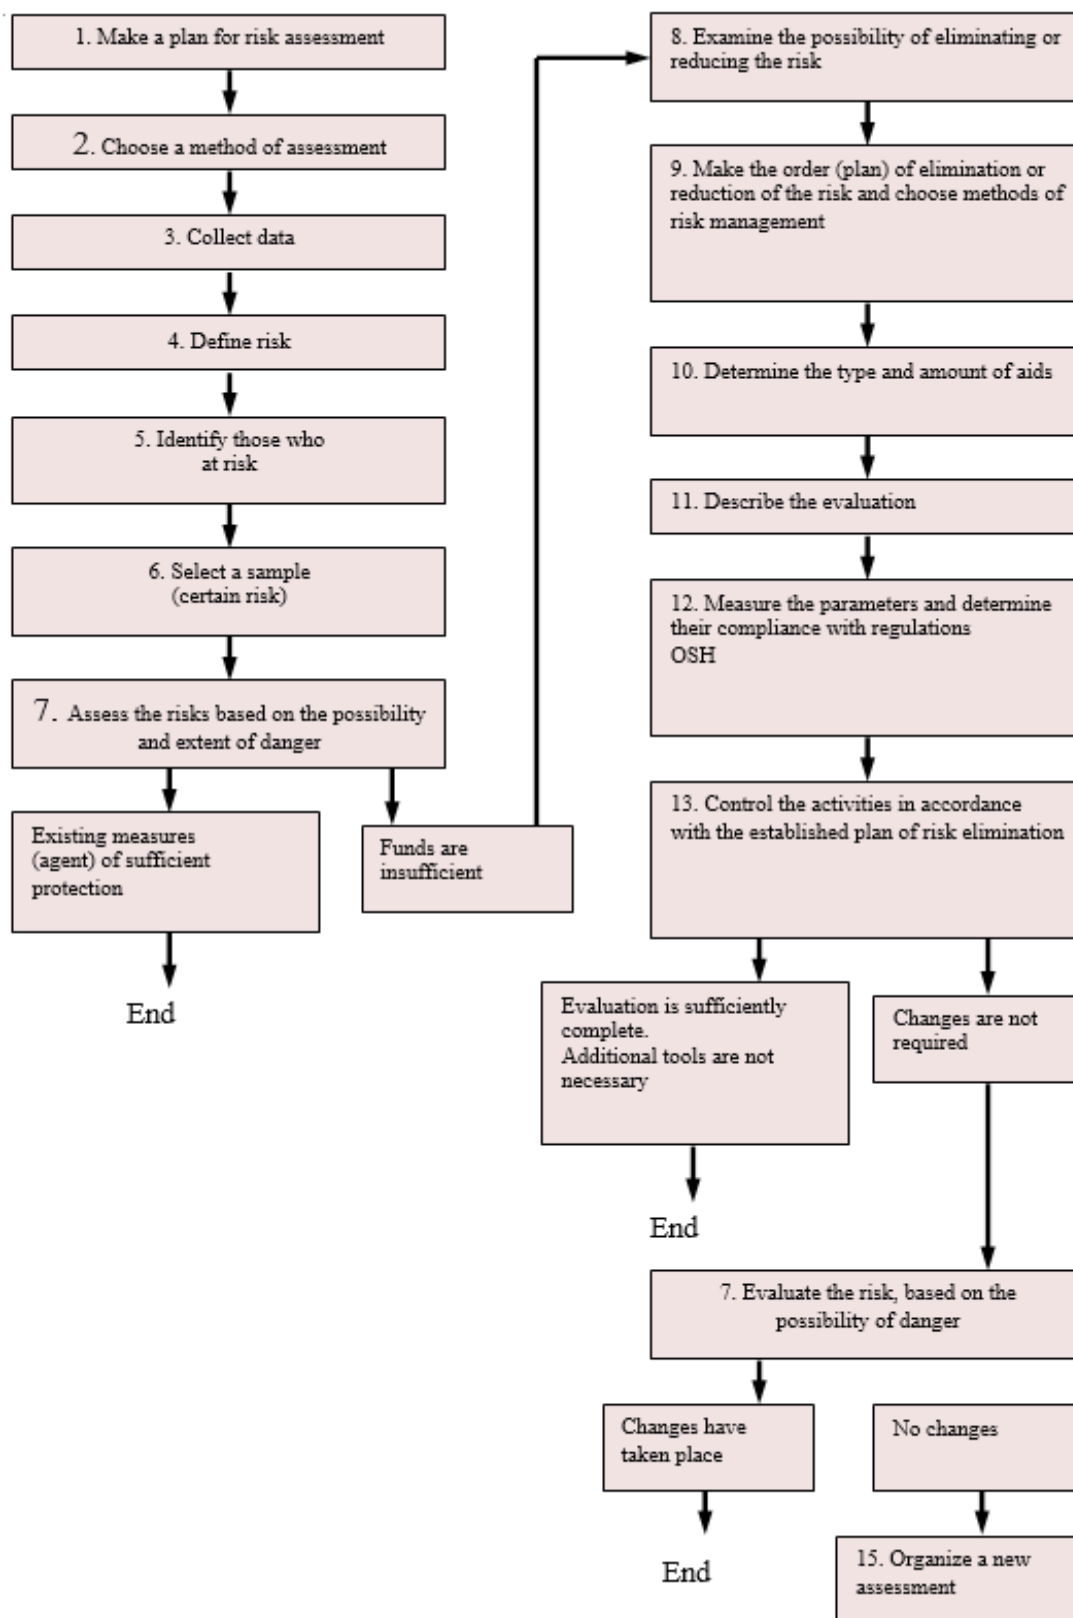 1. Make a plan for risk assessment
2. Choose a method of assessment
3. Collect data
4. Define risk
5. Identify those who
at risk
6. Select a sample
(certain risk)
7. Assess the risks based on the possibility
and extent of danger
Existing measures
(agent) of sufficient
protection
End
Funds are
insufficient
8. Examine the possibility of eliminating or
reducing the risk
9. Make the order (plan) of elimination or
reduction of the risk and choose methods of
risk management
10. Determine the type and amount of aids
11. Describe the evaluation
12. Measure the parameters and determine
their compliance with regulations
OSH
13. Control the activities in accordance
with the established plan of risk elimination
Evaluation is sufficiently
complete.
Additional tools are not
necessary
End
Changes are not
required
7. Evaluate the risk, based on the
possibility of danger
Changes have
taken place
End
No changes
15. Organize a new
assessment